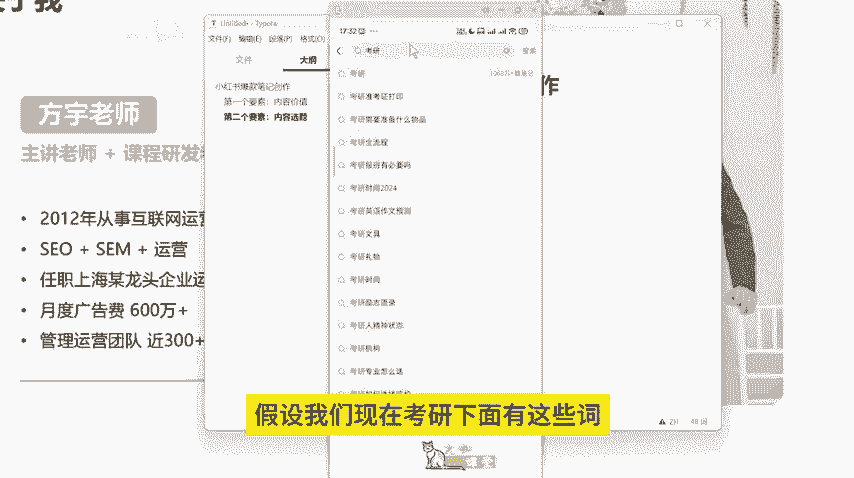 方宇老师
主讲老师 + 课程研发
• 2012年从事互联网运营
• SEO + SEM + 运营
• 任职上海某龙头企业运
• 月度广告费 600万+
• 管理运营团队 近300+
文件(F) 编辑(E) 段落(P) 格式(O)
文件
大纲
小红书爆款笔记创作
第一个要素：内容价值
第二个要素：内容选题
作
17:32
考研
搜索
考研
考研准考证打印
考研需要准备什么物品
考研全流程
考研报班有必要吗
考研时间2024
考研英语作文预测
考研文具
考研礼物
考研时间
考研励志语录
考研人精神状态
考研机构
考研专业怎么选
假设我们现在考研下面有这些词